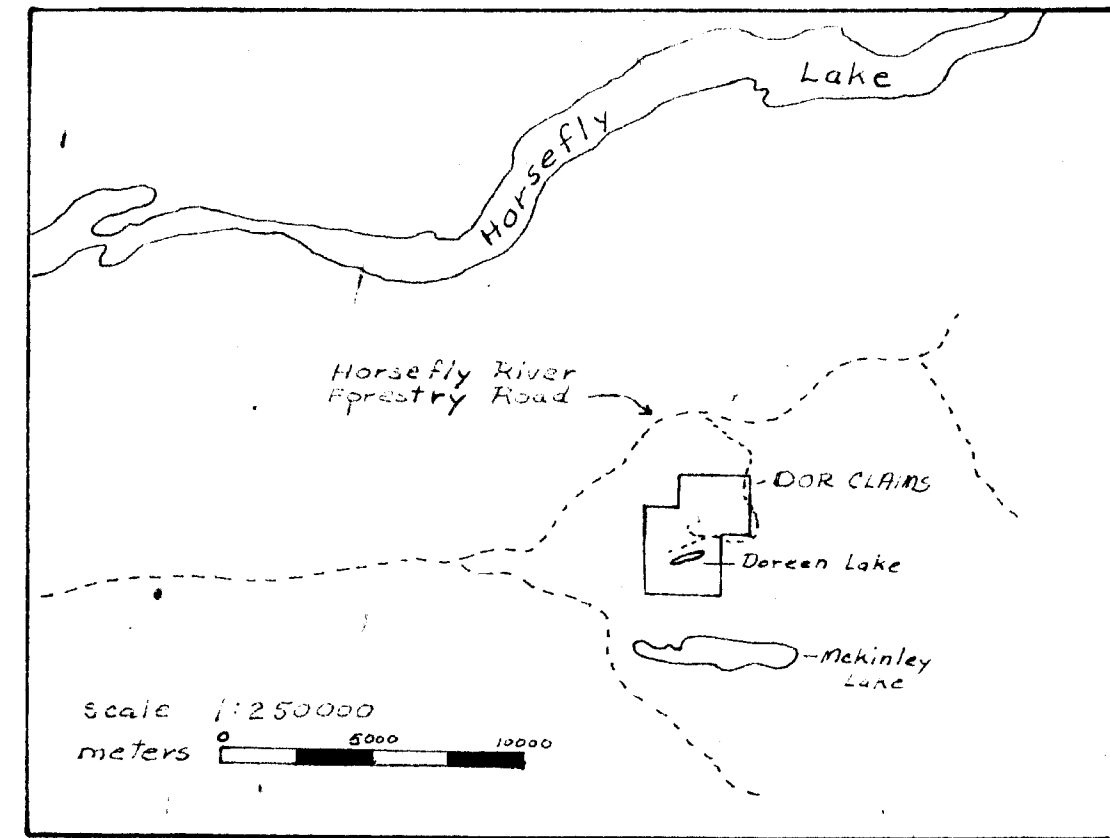 Lake
Horsefly
Horsefly River
Forestry Road
DOR CLAIMS
Doreen Lake
McKinley
Lake
scale 1:250000
0 5000 10000
meters